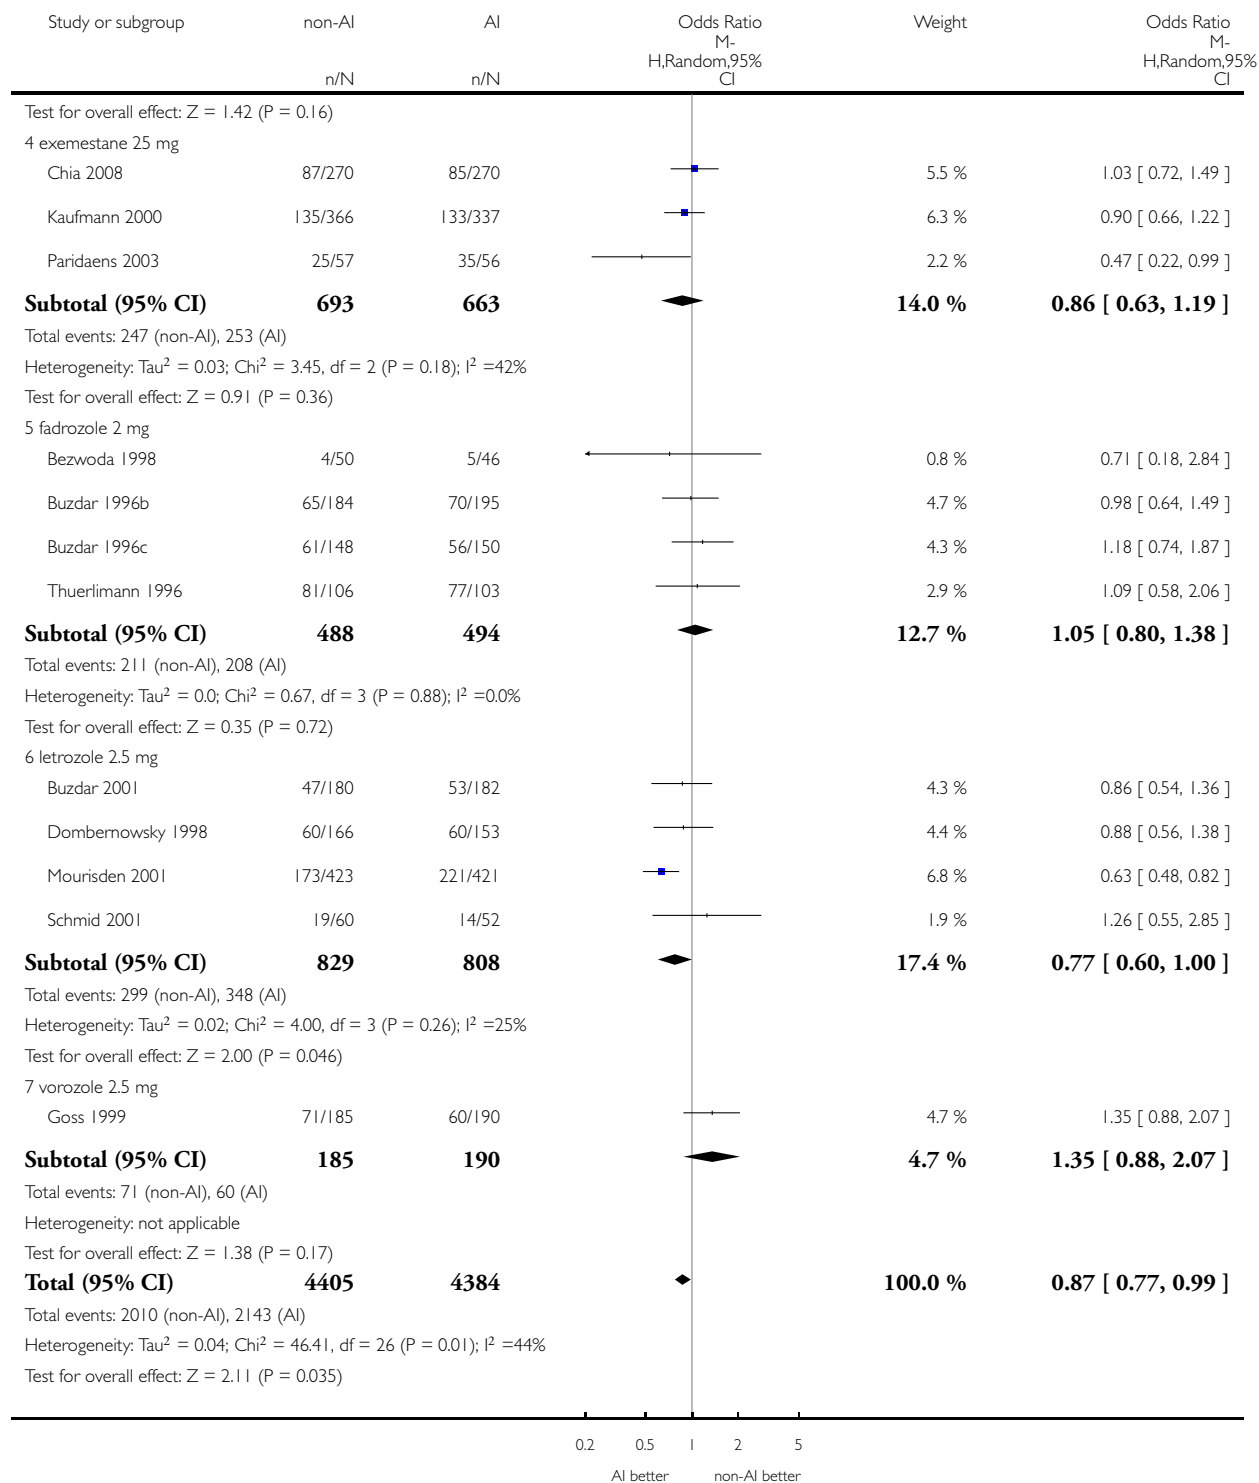 Study or subgroup non-AI AI Odds Ratio Weight Odds Ratio
M- M-
H,Random,95% H,Random,95%
n/N n/N CI CI
Test for overall effect: Z = 1.42 (P = 0.16)
4 exemestane 25 mg
Chia 2008 87/270 85/270 5.5 % 1.03 [ 0.72, 1.49 ]
Kaufmann 2000 135/366 133/337 6.3 % 0.90 [ 0.66, 1.22 ]
Paridaens 2003 25/57 35/56 2.2 % 0.47 [ 0.22, 0.99 ]
Subtotal (95% CI) 693 663 14.0 % 0.86 [ 0.63, 1.19 ]
Total events: 247 (non-AI), 253 (AI)
Heterogeneity: Tau² = 0.03; Chi² = 3.45, df = 2 (P = 0.18); I² =42%
Test for overall effect: Z = 0.91 (P = 0.36)
5 fadrozole 2 mg
Bezwoda 1998 4/50 5/46 0.8 % 0.71 [ 0.18, 2.84 ]
Buzdar 1996b 65/184 70/195 4.7 % 0.98 [ 0.64, 1.49 ]
Buzdar 1996c 61/148 56/150 4.3 % 1.18 [ 0.74, 1.87 ]
Thuerlimann 1996 81/106 77/103 2.9 % 1.09 [ 0.58, 2.06 ]
Subtotal (95% CI) 488 494 12.7 % 1.05 [ 0.80, 1.38 ]
Total events: 211 (non-AI), 208 (AI)
Heterogeneity: Tau² = 0.0; Chi² = 0.67, df = 3 (P = 0.88); I² =0.0%
Test for overall effect: Z = 0.35 (P = 0.72)
6 letrozole 2.5 mg
Buzdar 2001 47/180 53/182 4.3 % 0.86 [ 0.54, 1.36 ]
Dombernowsky 1998 60/166 60/153 4.4 % 0.88 [ 0.56, 1.38 ]
Mourisden 2001 173/423 221/421 6.8 % 0.63 [ 0.48, 0.82 ]
Schmid 2001 19/60 14/52 1.9 % 1.26 [ 0.55, 2.85 ]
Subtotal (95% CI) 829 808 17.4 % 0.77 [ 0.60, 1.00 ]
Total events: 299 (non-AI), 348 (AI)
Heterogeneity: Tau² = 0.02; Chi² = 4.00, df = 3 (P = 0.26); I² =25%
Test for overall effect: Z = 2.00 (P = 0.046)
7 vorozole 2.5 mg
Goss 1999 71/185 60/190 4.7 % 1.35 [ 0.88, 2.07 ]
Subtotal (95% CI) 185 190 4.7 % 1.35 [ 0.88, 2.07 ]
Total events: 71 (non-AI), 60 (AI)
Heterogeneity: not applicable
Test for overall effect: Z = 1.38 (P = 0.17)
Total (95% CI) 4405 4384 100.0 % 0.87 [ 0.77, 0.99 ]
Total events: 2010 (non-AI), 2143 (AI)
Heterogeneity: Tau² = 0.04; Chi² = 46.41, df = 26 (P = 0.01); I² =44%
Test for overall effect: Z = 2.11 (P = 0.035)
0.2 0.5 1 2 5
AI better non-AI better